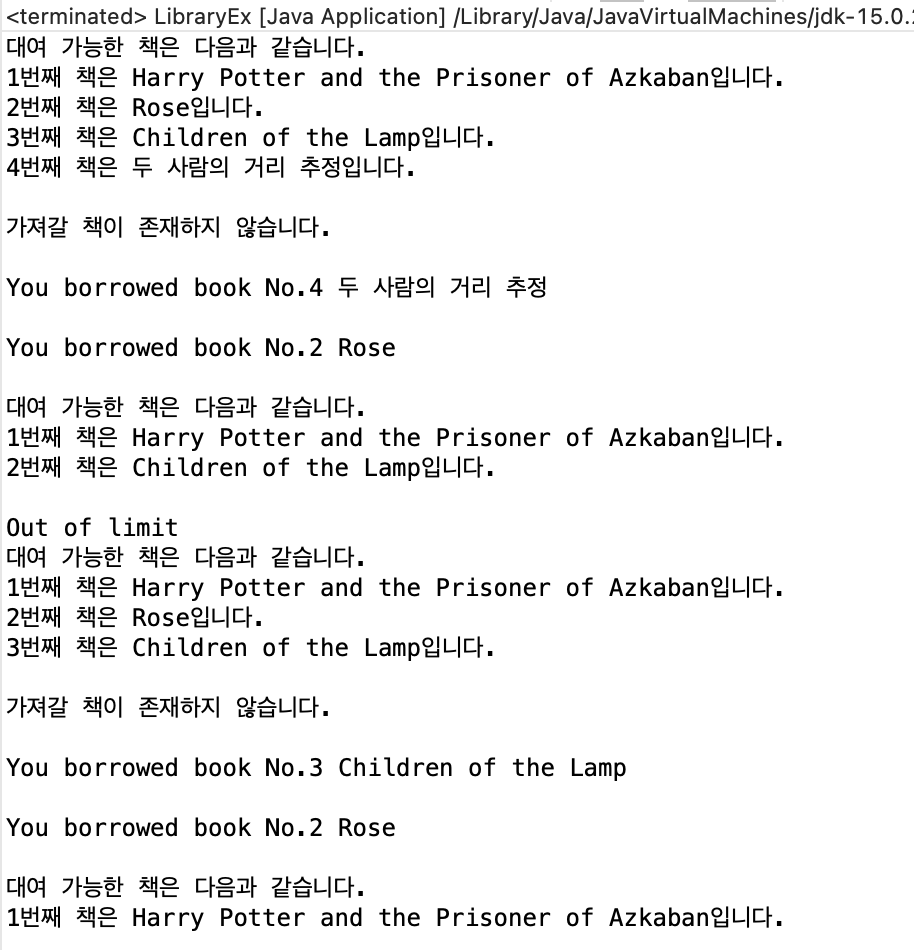 <terminated> LibraryEx [Java Application] /Library/Java/JavaVirtualMachines/jdk-15.0.2
대여 가능한 책은 다음과 같습니다.
1번째 책은 Harry Potter and the Prisoner of Azkaban입니다.
2번째 책은 Rose입니다.
3번째 책은 Children of the Lamp입니다.
4번째 책은 두 사람의 거리 추정입니다.
가져갈 책이 존재하지 않습니다.
You borrowed book No.4 두 사람의 거리 추정
You borrowed book No.2 Rose
대여 가능한 책은 다음과 같습니다.
1번째 책은 Harry Potter and the Prisoner of Azkaban입니다.
2번째 책은 Children of the Lamp입니다.
Out of limit
대여 가능한 책은 다음과 같습니다.
1번째 책은 Harry Potter and the Prisoner of Azkaban입니다.
2번째 책은 Rose입니다.
3번째 책은 Children of the Lamp입니다.
가져갈 책이 존재하지 않습니다.
You borrowed book No.3 Children of the Lamp
You borrowed book No.2 Rose
대여 가능한 책은 다음과 같습니다.
1번째 책은 Harry Potter and the Prisoner of Azkaban입니다.